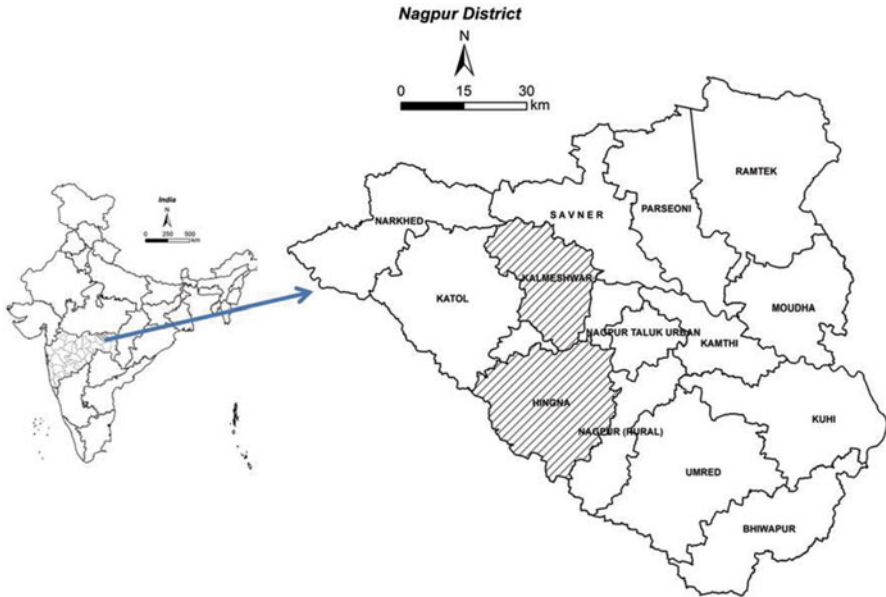 Nagpur District
N
0 15 30
km
India
N
0 250 500
km
RAMTEK
SAVNER
PARSEONI
NARKHED
KALMESHWAR
KATOL
MOUDHA
NAGPUR TALUK URBAN
KAMTHI
HINGNA
KUHI
NAGPUR (RURAL)
UMRED
BHIWAPUR